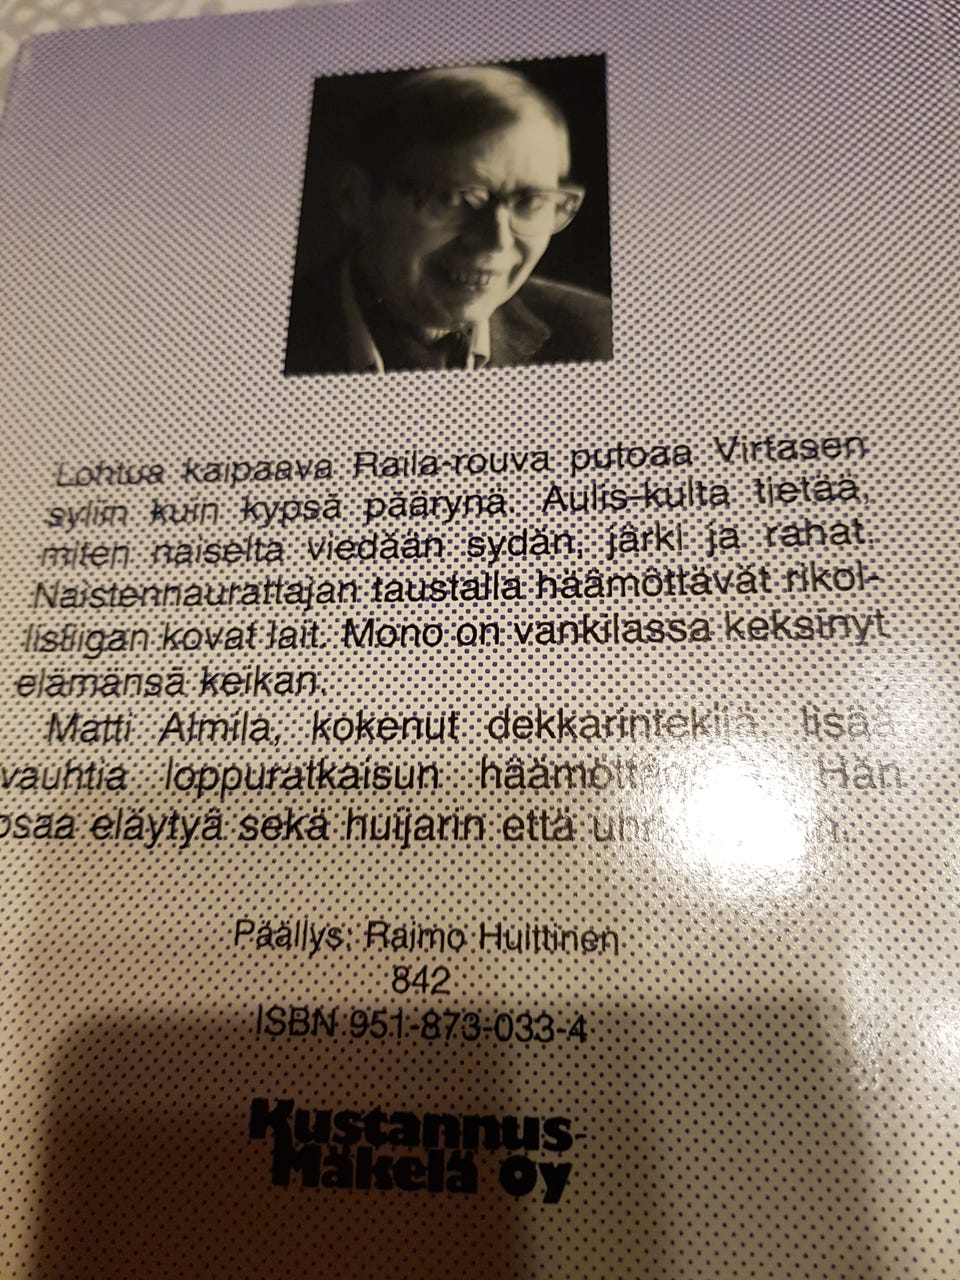 Lohtua kaipaava Raila-rouva putoaa Virtasen
syliin kuin kypsä päärynä. Aulis-kulta tietää,
miten naiselta viedään sydän, järki ja rahat.
Naistennaurattajan taustalla häämöttävät rikol-
lisliigan kovat lait. Mono on vankilassa keksinyt
elämänsä keikan.
Matti Almila, kokenut dekkarintekijä, lisää
vauhtia loppuratkaisun Hän
osaa eläytyä sekä huijarin että
Päällys: Raimo Huittinen
842
ISBN 951-873-033-4
Kustannus-
Mäkelä Oy